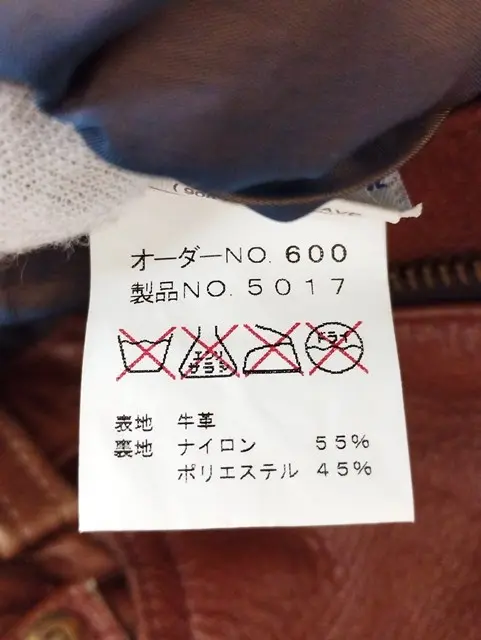 オーダーNO. 600
製品NO. 5017
エンソ
サラシ
ドライ
表地 牛革
裏地 ナイロン 55%
ポリエステル 45%